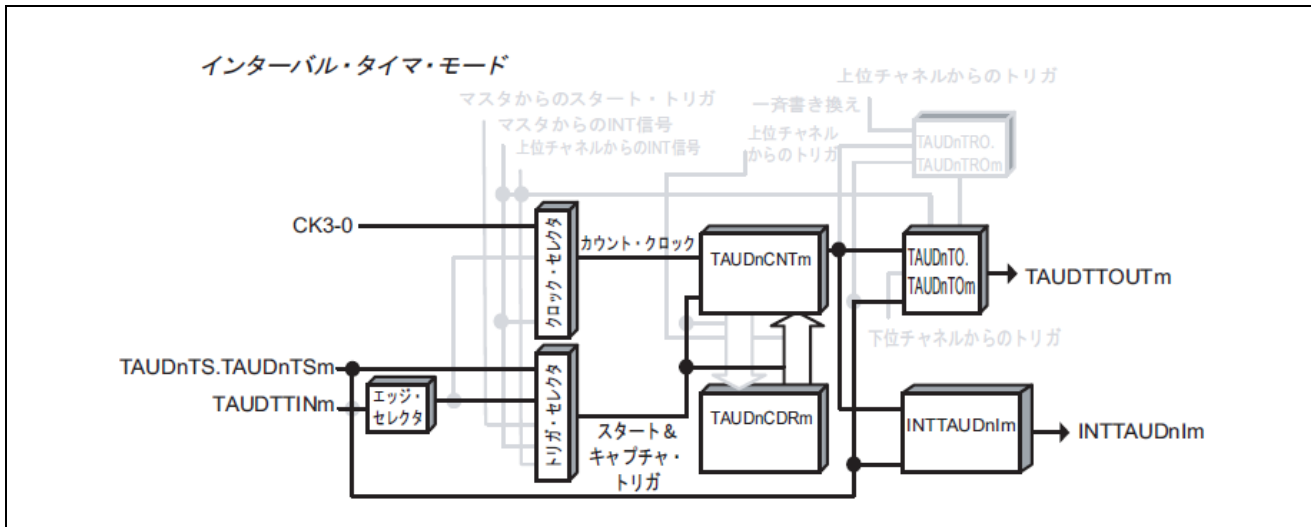 インターバル・タイマ・モード
上位チャネルからのトリガ
マスタからのスタート・トリガ
一斉書き換え
マスタからのINT信号
上位チャネル
からのトリガ
上位チャネルからのINT信号
TAUDnTRO.
TAUDnTROm
CK3-0
クロック・セレクタ
カウント・クロック
TAUDnCNTm
TAUDnTO.
TAUDnTOm
TAUDTTOUTm
下位チャネルからのトリガ
TAUDnTS.TAUDnTSm
TAUDTTINm
エッジ・
セレクタ
トリガ・セレクタ
スタート&
キャプチャ・
トリガ
TAUDnCDRm
INTTAUDnIm
INTTAUDnIm